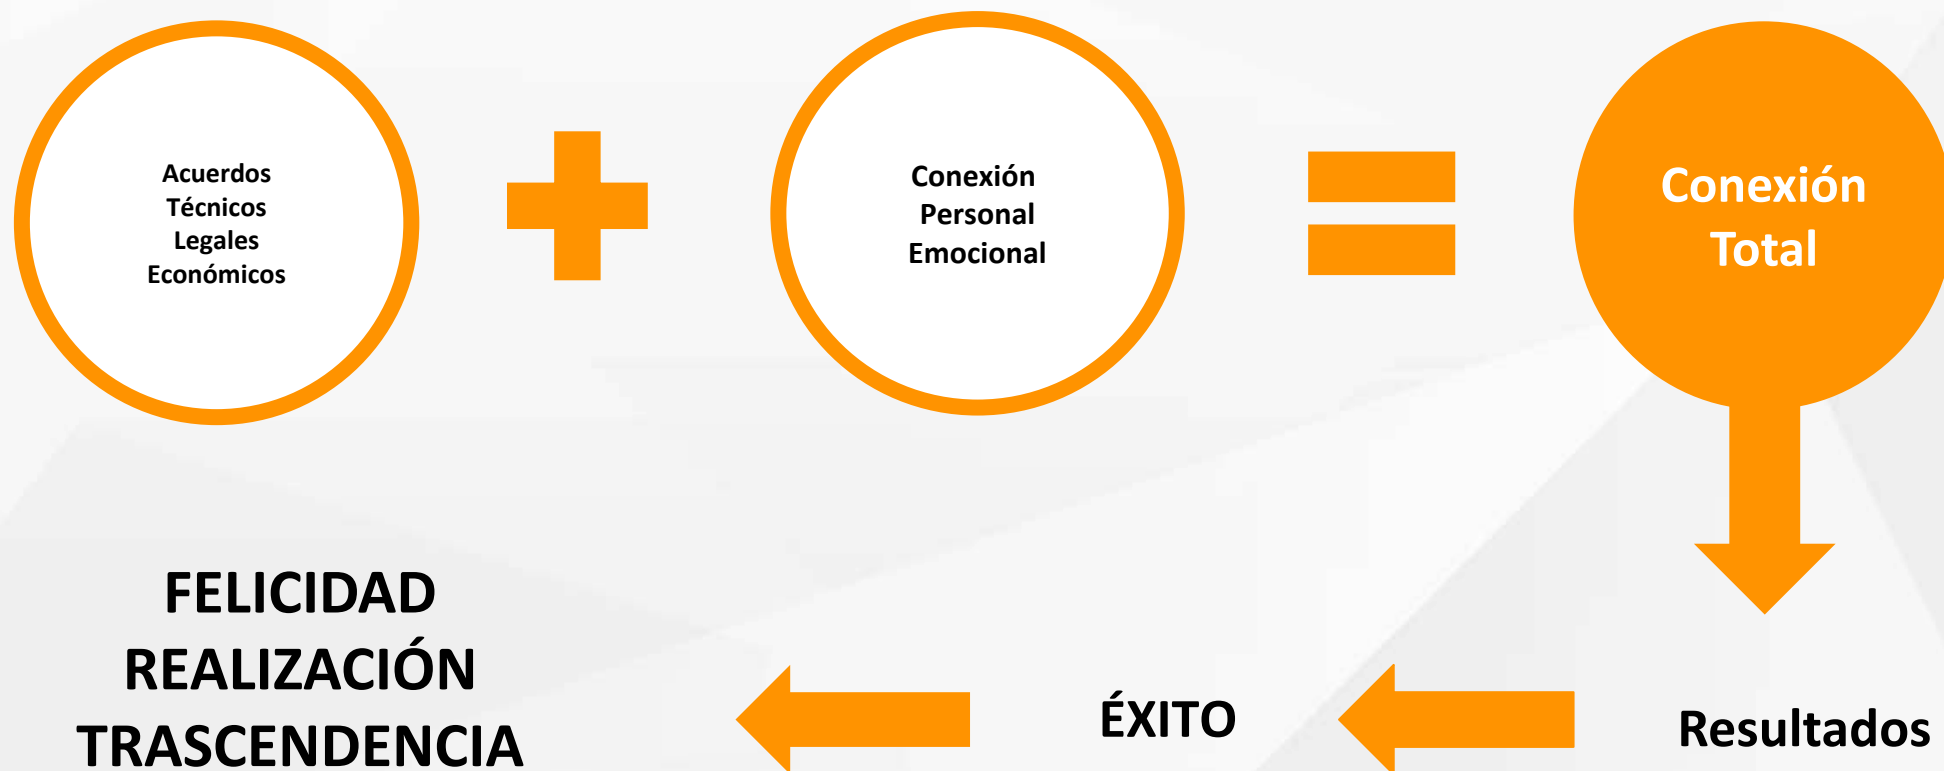 Acuerdos
Técnicos
Legales
Económicos
Conexión
Personal
Emocional
Conexión
Total
Resultados
ÉXITO
FELICIDAD
REALIZACIÓN
TRASCENDENCIA